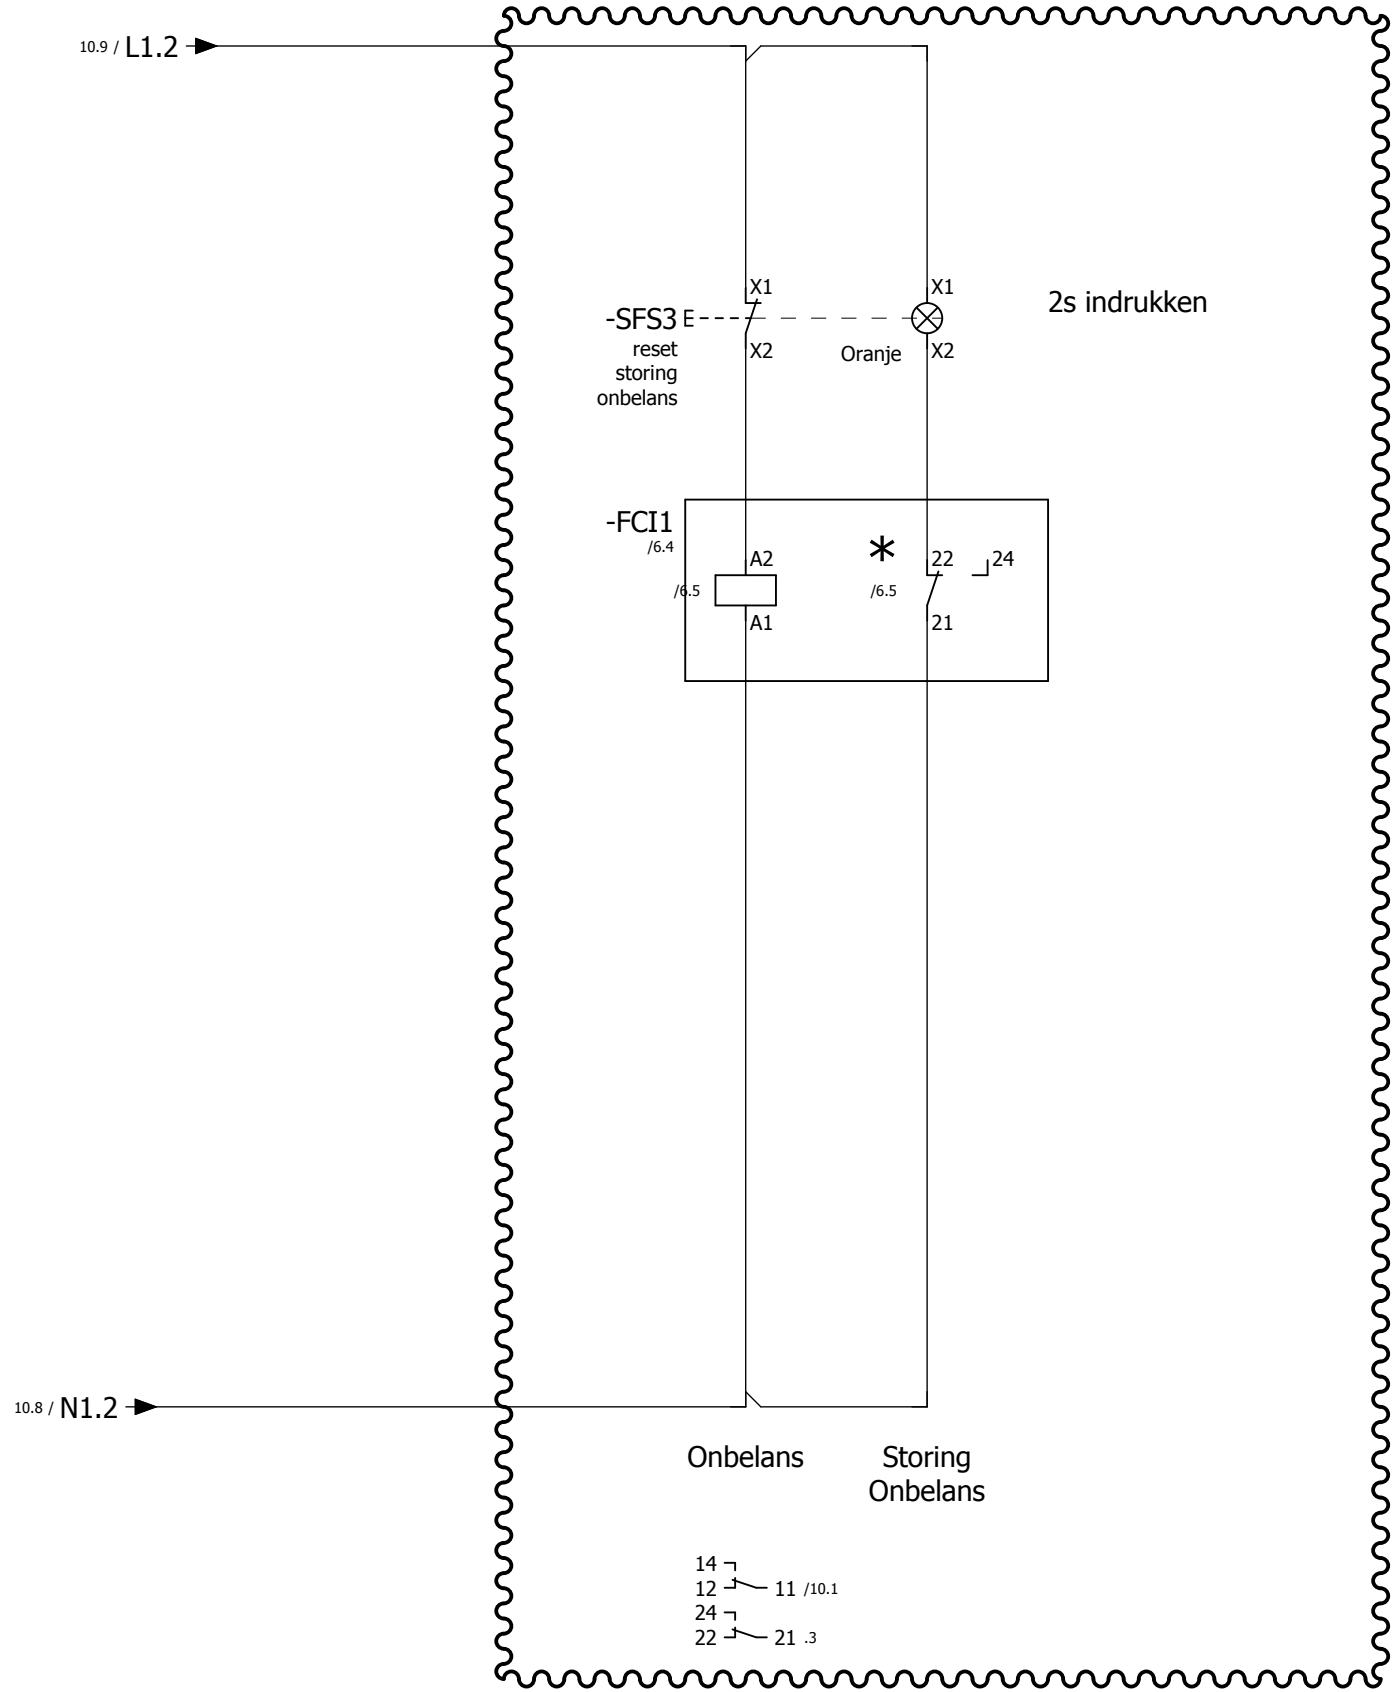 10.9 / L1.2
X1
X1
2s indrukken
-SFS3
reset
storing
onbelans
X2
Oranje
X2
-FCI1
/6.4
*
A2
22
24
/6.5
/6.5
A1
21
10.8 / N1.2
Onbelans
Storing
Onbelans
14
12 11 /10.1
24
22 21 .3